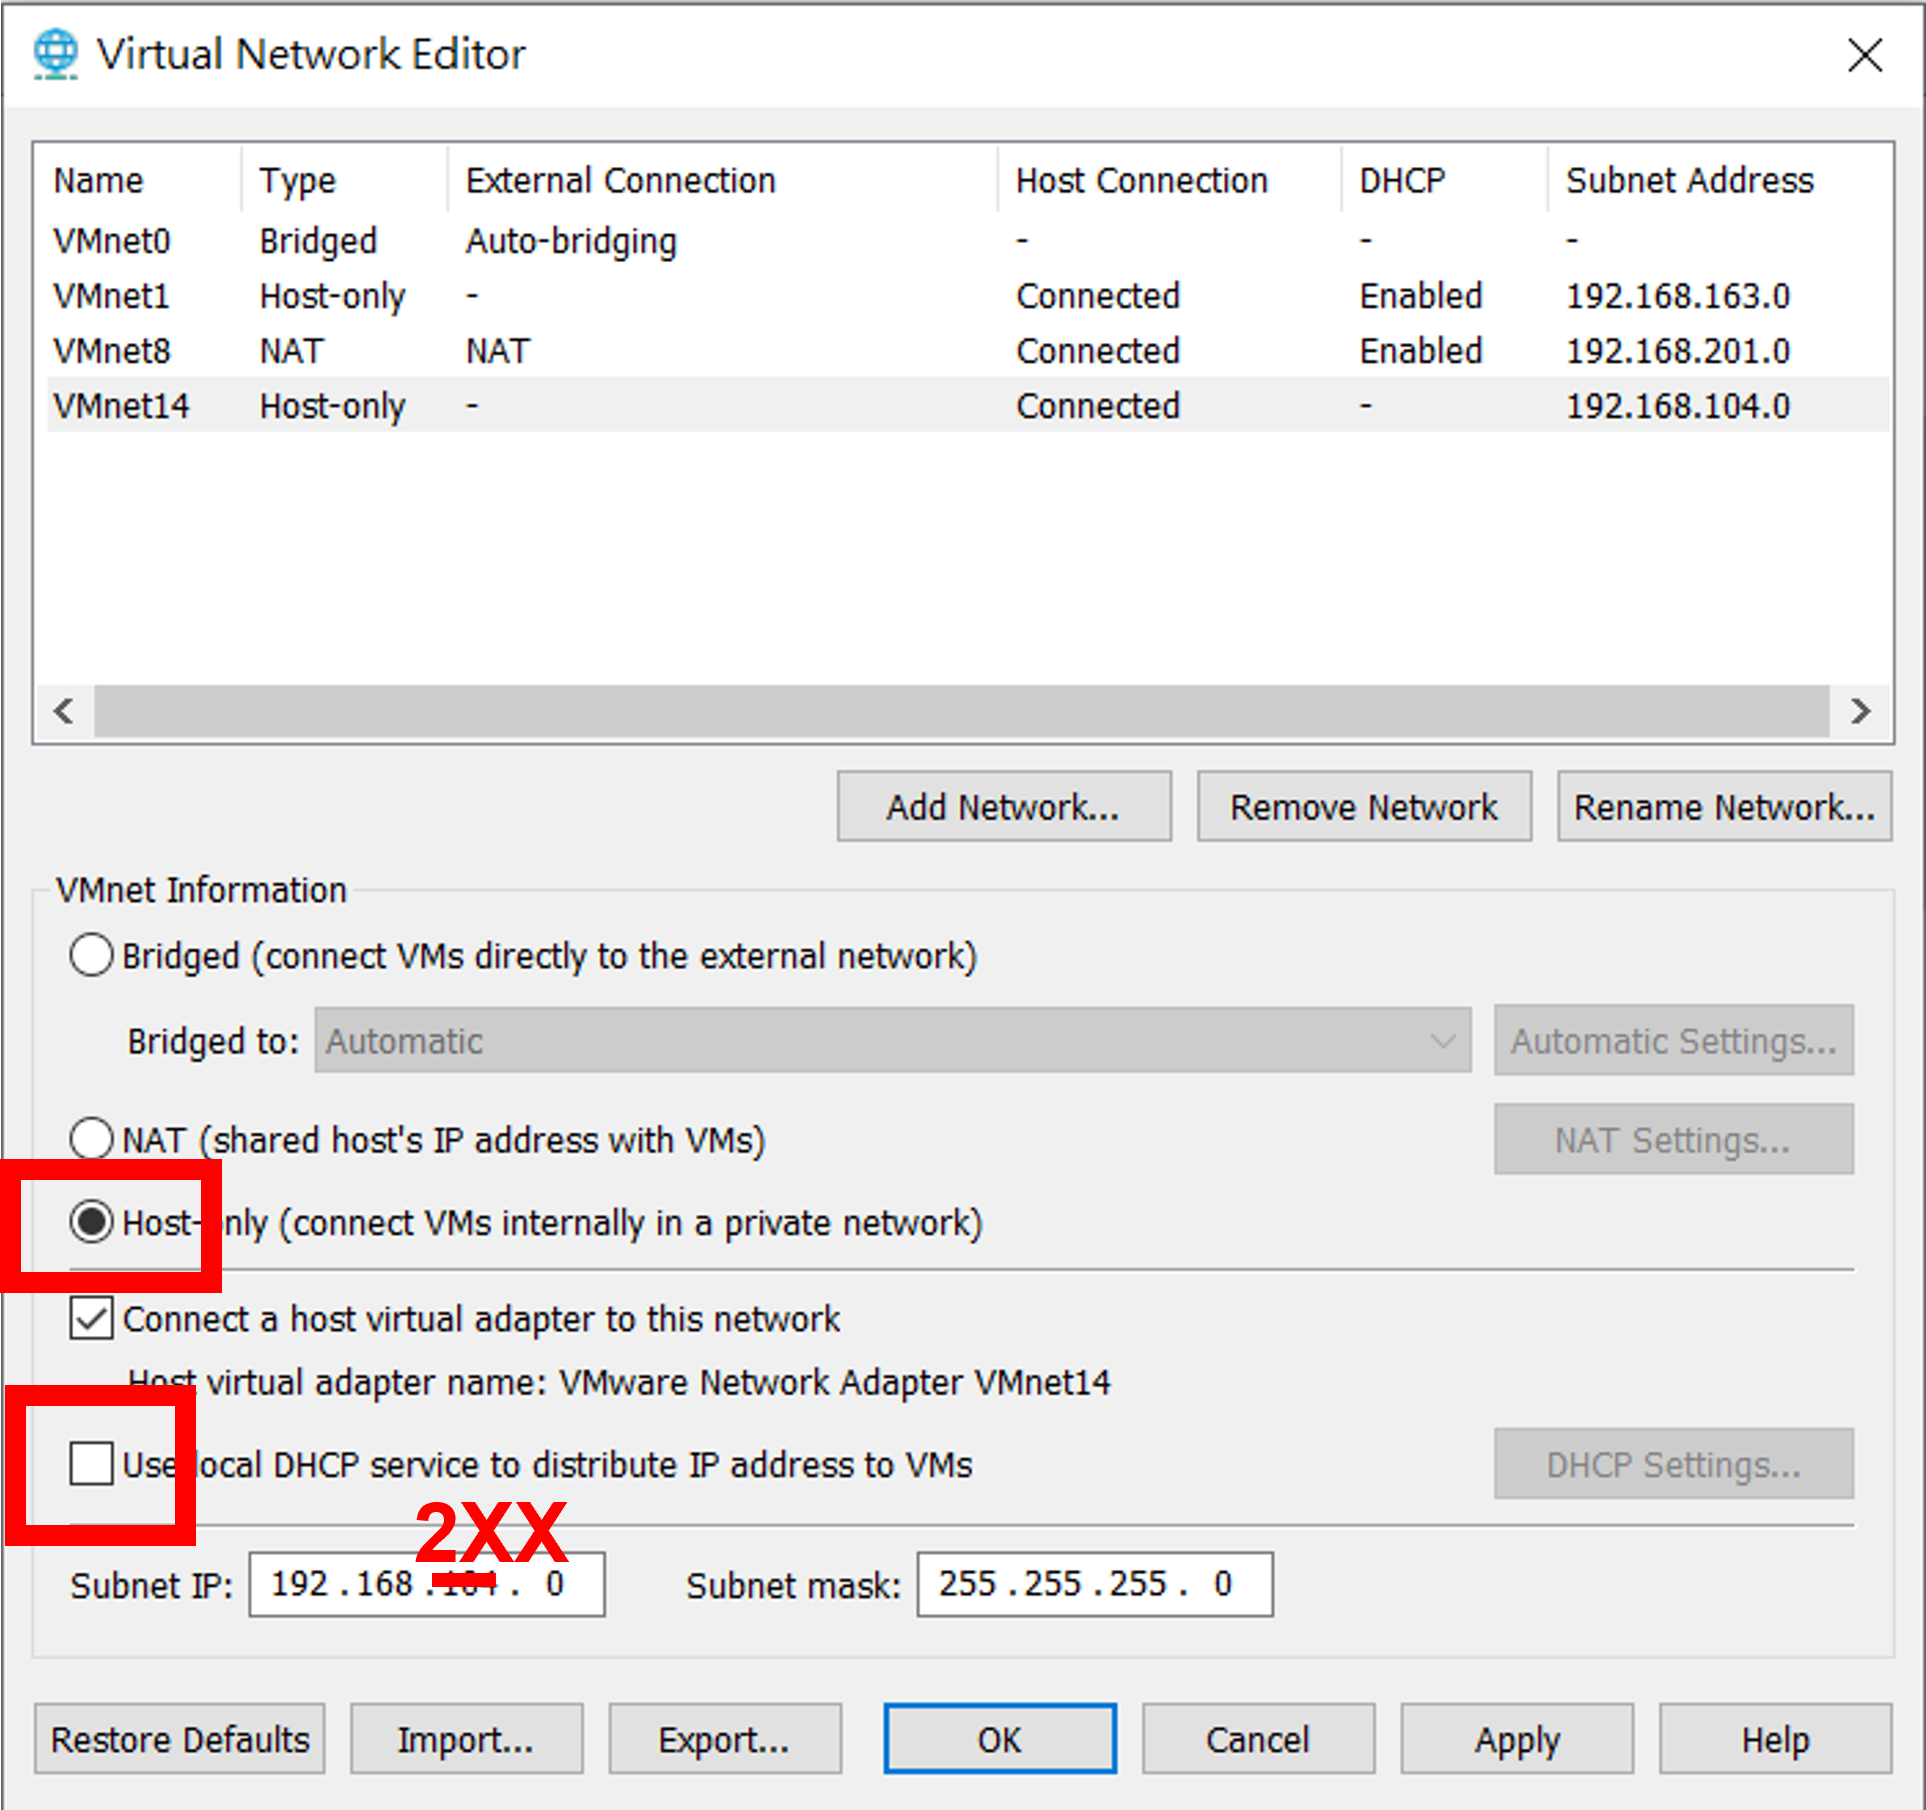 Virtual Network Editor
Name Type External Connection Host Connection DHCP Subnet Address
VMnet0 Bridged Auto-bridging - - -
VMnet1 Host-only - Connected Enabled 192.168.163.0
VMnet8 NAT NAT Connected Enabled 192.168.201.0
VMnet14 Host-only - Connected - 192.168.104.0
Add Network... Remove Network Rename Network...
VMnet Information
Bridged (connect VMs directly to the external network)
Bridged to: Automatic Automatic Settings...
NAT (shared host's IP address with VMs) NAT Settings...
Host-only (connect VMs internally in a private network)
Connect a host virtual adapter to this network
Host virtual adapter name: VMware Network Adapter VMnet14
Use local DHCP service to distribute IP address to VMs DHCP Settings...
2XX
Subnet IP: 192 .168 .104 . 0 Subnet mask: 255 .255 .255 . 0
Restore Defaults Import... Export... OK Cancel Apply Help